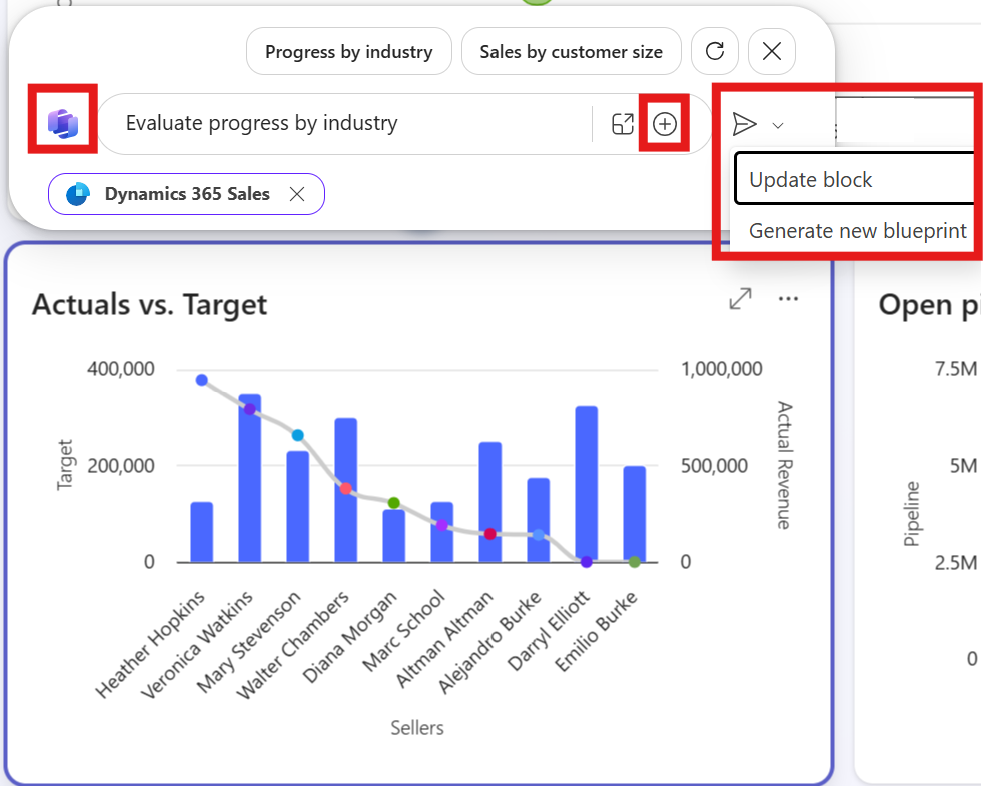 Progress by industry
Sales by customer size
Evaluate progress by industry
Dynamics 365 Sales
Update block
Generate new blueprint
Actuals vs. Target
400,000
200,000
0
Target
1,000,000
500,000
0
Actual Revenue
Heather Hopkins
Veronica Watkins
Mary Stevenson
Walter Chambers
Diana Morgan
Marc School
Altman Altman
Alejandro Burke
Darryl Elliott
Emilio Burke
Sellers
Open pi
7.5M
5M
2.5M
0
Pipeline